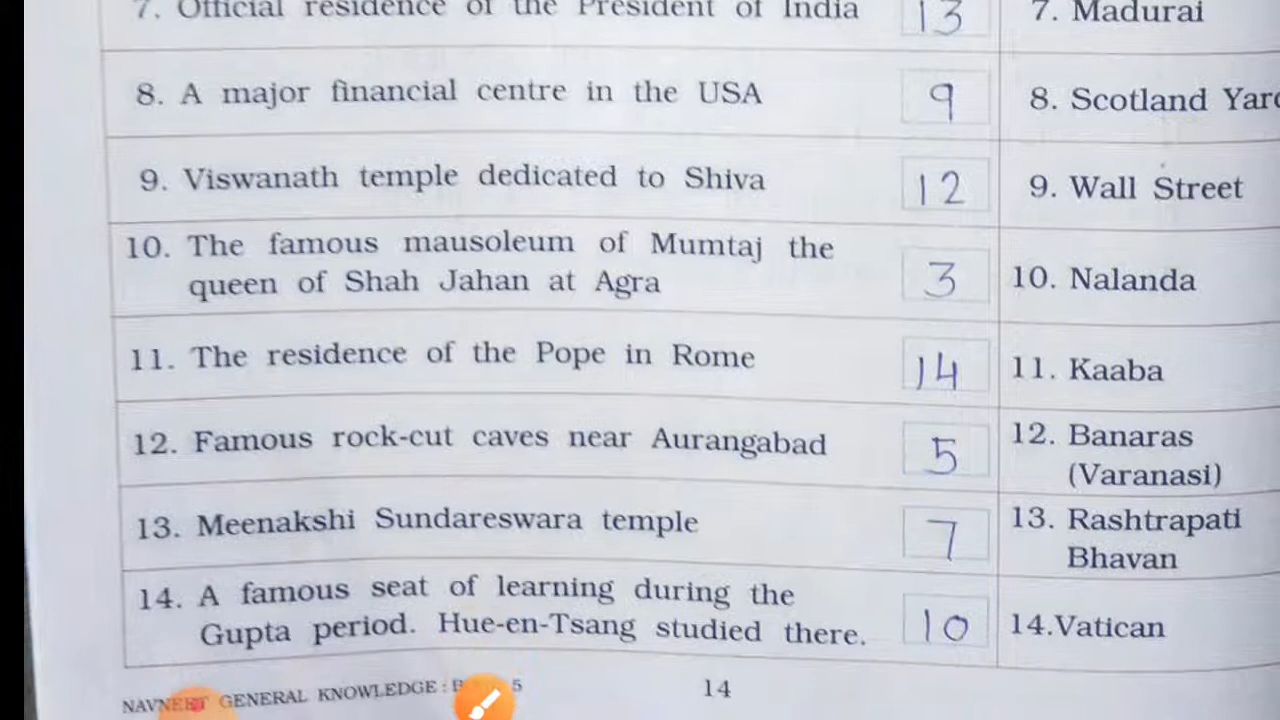 7. Official residence of the President of India 13 7. Madurai
8. A major financial centre in the USA 9 8. Scotland
9. Viswanath temple dedicated to Shiva 12 9. Wall Street
10. The famous mausoleum of Mumtaj the
queen of Shah Jahan at Agra 3 10. Nalanda
11. The residence of the Pope in Rome 14 11. Kaaba
12. Famous rock-cut caves near Aurangabad 5 12. Banaras
(Varanasi)
13. Meenakshi Sundareswara temple 7 13. Rashtrapati
Bhavan
14. A famous seat of learning during the
Gupta period. Hue-en-Tsang studied there. 10 14.Vatican
NAVNEET GENERAL KNOWLEDGE : 5 14